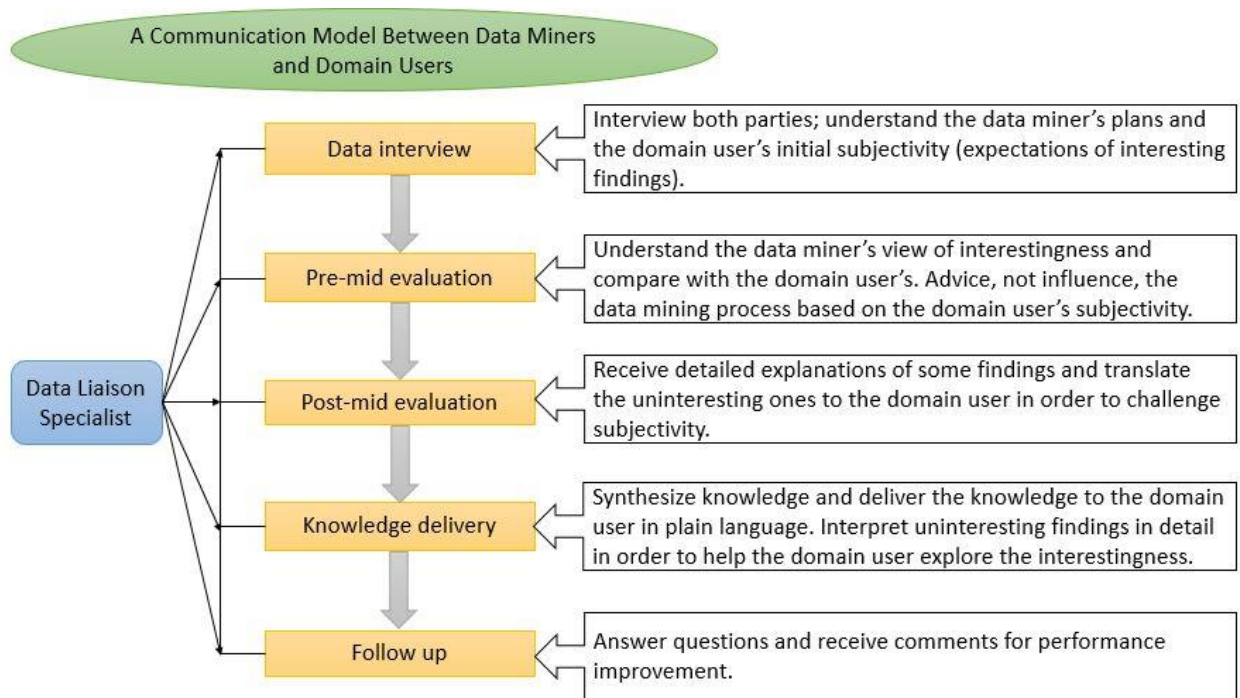 A Communication Model Between Data Miners
and Domain Users
Data interview
Interview both parties; understand the data miner’s plans and
the domain user’s initial subjectivity (expectations of interesting
findings).
Pre-mid evaluation
Understand the data miner’s view of interestingness and
compare with the domain user’s. Advice, not influence, the
data mining process based on the domain user’s subjectivity.
Data Liaison
Specialist
Post-mid evaluation
Receive detailed explanations of some findings and translate
the uninteresting ones to the domain user in order to challenge
subjectivity.
Knowledge delivery
Synthesize knowledge and deliver the knowledge to the domain
user in plain language. Interpret uninteresting findings in detail
in order to help the domain user explore the interestingness.
Follow up
Answer questions and receive comments for performance
improvement.